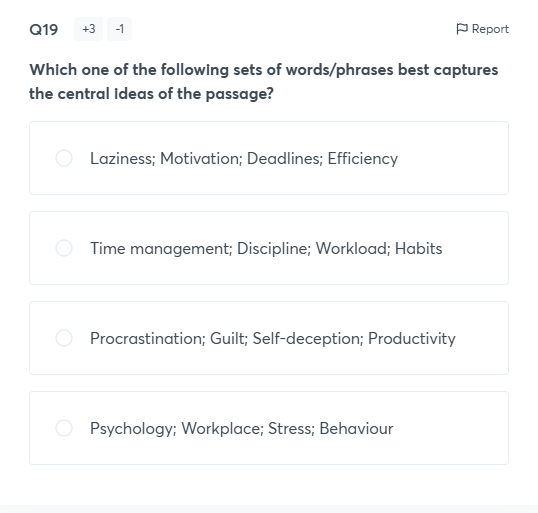 Q19 +3 -1 Report
Which one of the following sets of words/phrases best captures
the central ideas of the passage?
Laziness; Motivation; Deadlines; Efficiency
Time management; Discipline; Workload; Habits
Procrastination; Guilt; Self-deception; Productivity
Psychology; Workplace; Stress; Behaviour